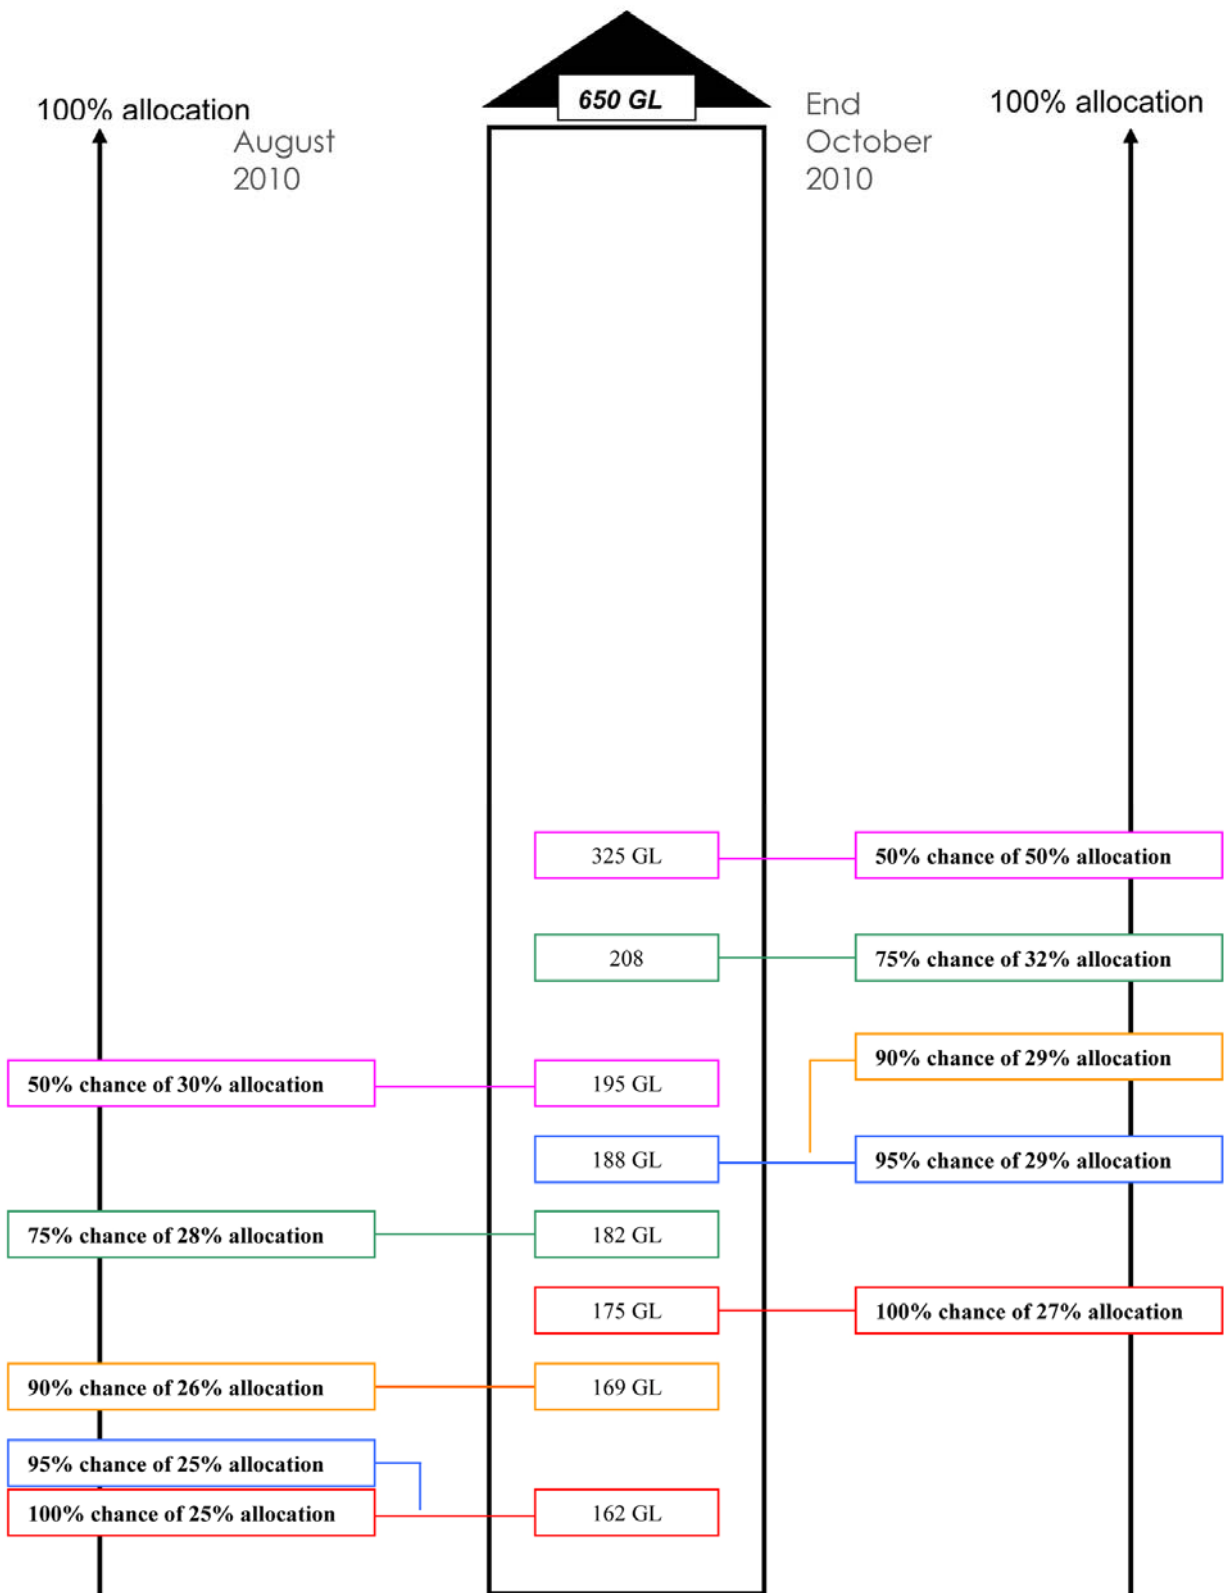 650 GL
100% allocation
August
2010
End
October
2010
100% allocation
325 GL
50% chance of 50% allocation
208
75% chance of 32% allocation
90% chance of 29% allocation
50% chance of 30% allocation
195 GL
188 GL
95% chance of 29% allocation
75% chance of 28% allocation
182 GL
175 GL
100% chance of 27% allocation
90% chance of 26% allocation
169 GL
95% chance of 25% allocation
100% chance of 25% allocation
162 GL